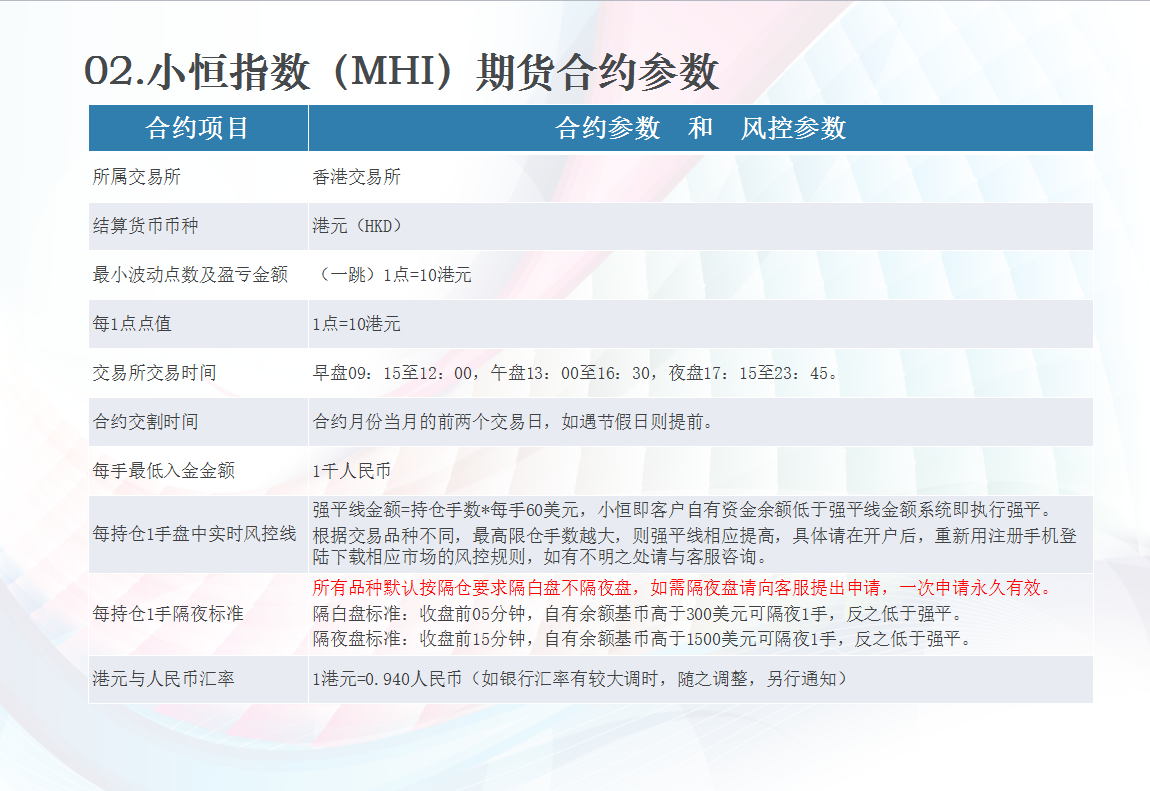 02.小恒指数（MHI）期货合约参数
合约项目 合约参数 和 风控参数
所属交易所 香港交易所
结算货币币种 港元（HKD）
最小波动点数及盈亏金额 （一跳）1点=10港元
每1点点值 1点=10港元
交易所交易时间 早盘09：15至12：00，午盘13：00至16：30，夜盘17：15至23：45。
合约交割时间 合约月份当月的前两个交易日，如遇节假日则提前。
每手最低入金金额 1千人民币
每持仓1手盘中实时风控线 强平线金额=持仓手数*每手60美元，小恒即客户自有资金余额低于强平线金额系统即执行强平。
根据交易品种不同，最高限仓手数越大，则强平线相应提高，具体请在开户后，重新用注册手机登
陆下载相应市场的风控规则，如有不明之处请与客服咨询。
每持仓1手隔夜标准 所有品种默认按隔仓要求隔白盘不隔夜盘，如需隔夜盘请向客服提出申请，一次申请永久有效。
隔白盘标准：收盘前05分钟，自有余额基币高于300美元可隔夜1手，反之低于强平。
隔夜盘标准：收盘前15分钟，自有余额基币高于1500美元可隔夜1手，反之低于强平。
港元与人民币汇率 1港元=0.940人民币（如银行汇率有较大调时，随之调整，另行通知）